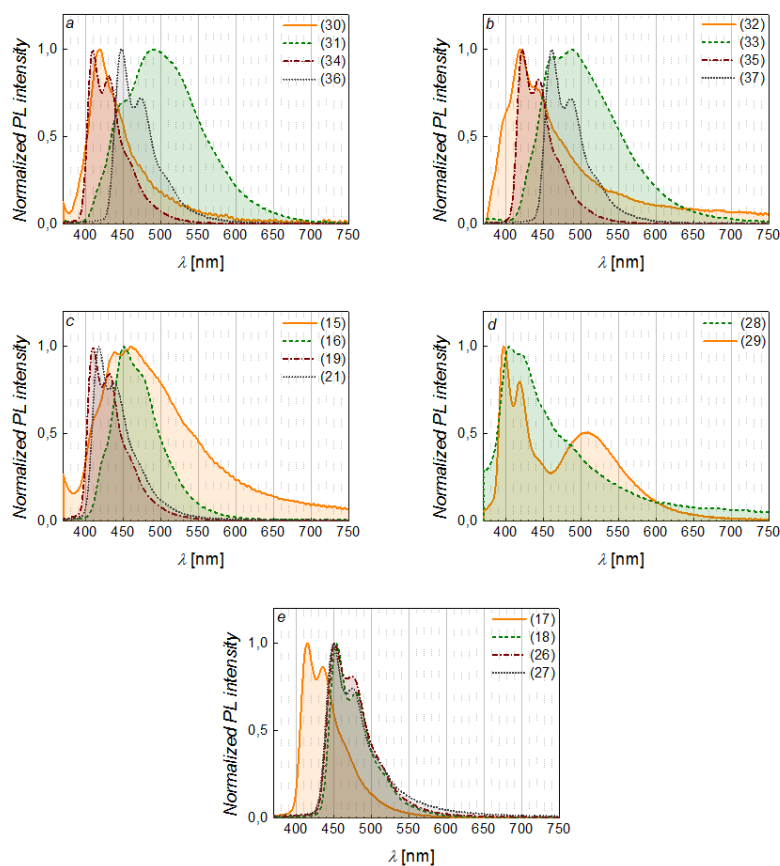 a
(30)
(31)
(34)
(36)
Normalized PL intensity
1,0
0,5
0,0
400 450 500 550 600 650 700 750
λ [nm]
b
(32)
(33)
(35)
(37)
Normalized PL intensity
1,0
0,5
0,0
400 450 500 550 600 650 700 750
λ [nm]
c
(15)
(16)
(19)
(21)
Normalized PL intensity
1,0
0,5
0,0
400 450 500 550 600 650 700 750
λ [nm]
d
(28)
(29)
Normalized PL intensity
1,0
0,5
0,0
400 450 500 550 600 650 700 750
λ [nm]
e
(17)
(18)
(26)
(27)
Normalized PL intensity
1,0
0,5
0,0
400 450 500 550 600 650 700 750
λ [nm]